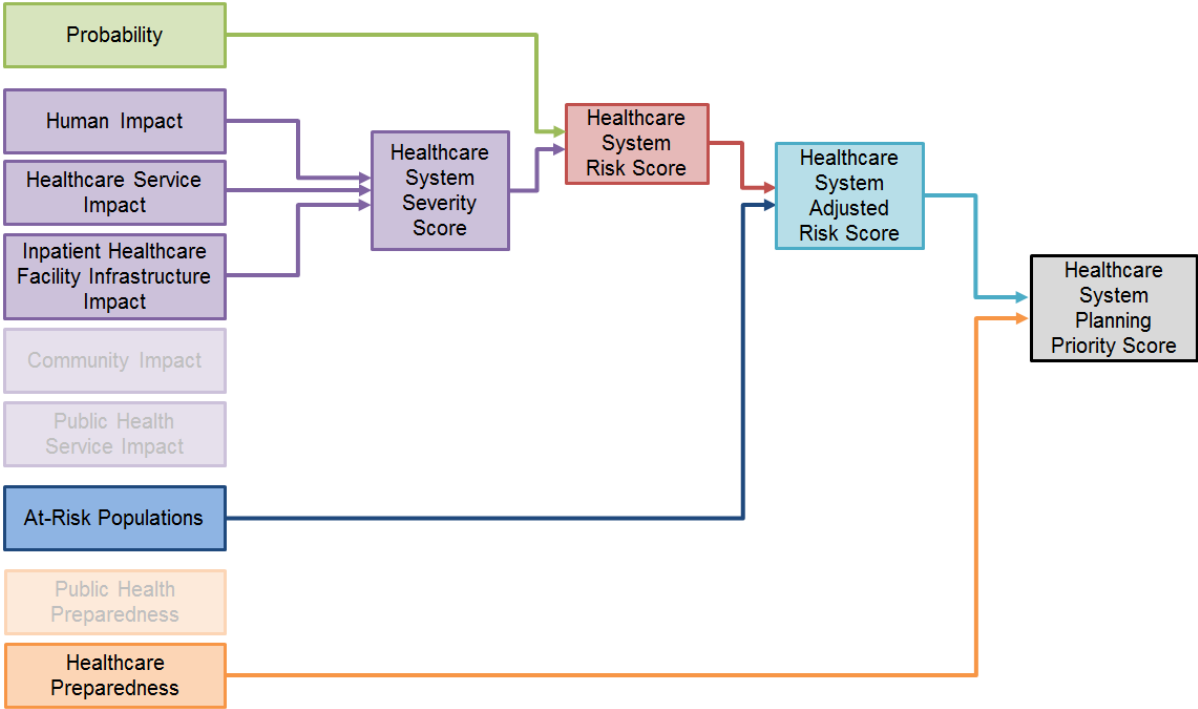 Probability
Human Impact
Healthcare Service
Impact
Inpatient Healthcare
Facility Infrastructure
Impact
Community Impact
Public Health
Service Impact
At-Risk Populations
Public Health
Preparedness
Healthcare
Preparedness
Healthcare
System
Severity
Score
Healthcare
System
Risk Score
Healthcare
System
Adjusted
Risk Score
Healthcare
System
Planning
Priority Score